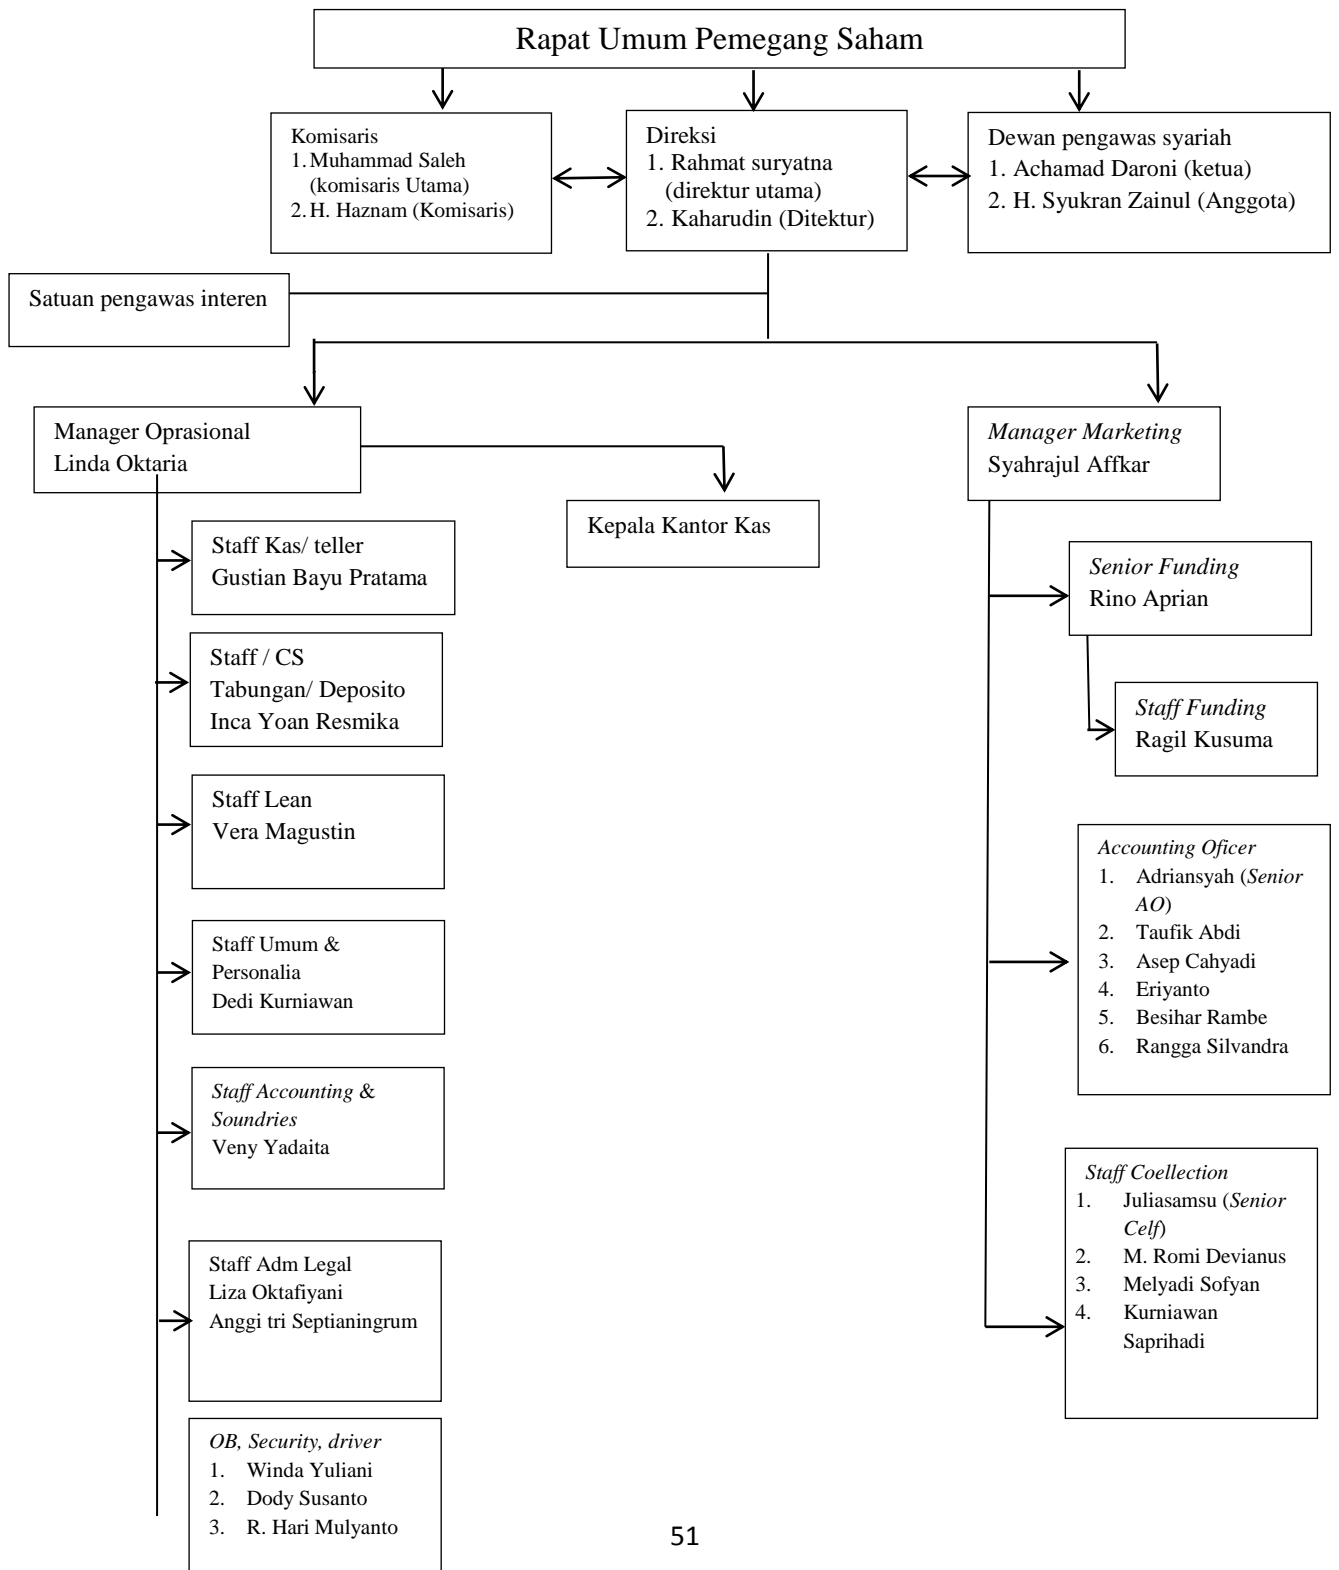 Rapat Umum Pemegang Saham
Komisaris
1. Muhammad Saleh
(komisaris Utama)
2. H. Haznam (Komisaris)
Direksi
1. Rahmat suryatna
(direktur utama)
2. Kaharudin (Ditektur)
Dewan pengawas syariah
1. Achamad Daroni (ketua)
2. H. Syukran Zainul (Anggota)
Satuan pengawas interen
Manager Oprasional
Linda Oktaria
Manager Marketing
Syahrajul Affkar
Kepala Kantor Kas
Staff Kas/ teller
Gustian Bayu Pratama
Staff / CS
Tabungan/ Deposito
Inca Yoan Resmika
Staff Lean
Vera Magustin
Staff Umum &
Personalia
Dedi Kurniawan
Staff Accounting &
Soundries
Veny Yadaita
Staff Adm Legal
Liza Oktafiyani
Anggi tri Septianingrum
OB, Security, driver
1. Winda Yuliani
2. Dody Susanto
3. R. Hari Mulyanto
Senior Funding
Rino Aprian
Staff Funding
Ragil Kusuma
Accounting Oficer
1. Adriansyah (Senior
AO)
2. Taufik Abdi
3. Asep Cahyadi
4. Eriyanto
5. Besihar Rambe
6. Rangga Silvandra
Staff Coellection
1. Juliasamsu (Senior
Celf)
2. M. Romi Devianus
3. Melyadi Sofyan
4. Kurniawan
Saprihadi
51